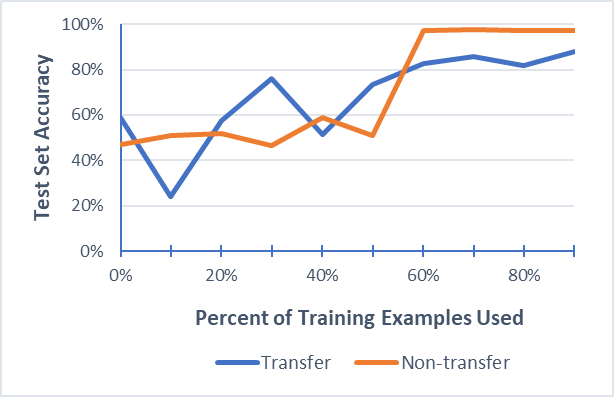 100%
80%
60%
40%
20%
0%
Test Set Accuracy
0% 20% 40% 60% 80%
Percent of Training Examples Used
Transfer Non-transfer